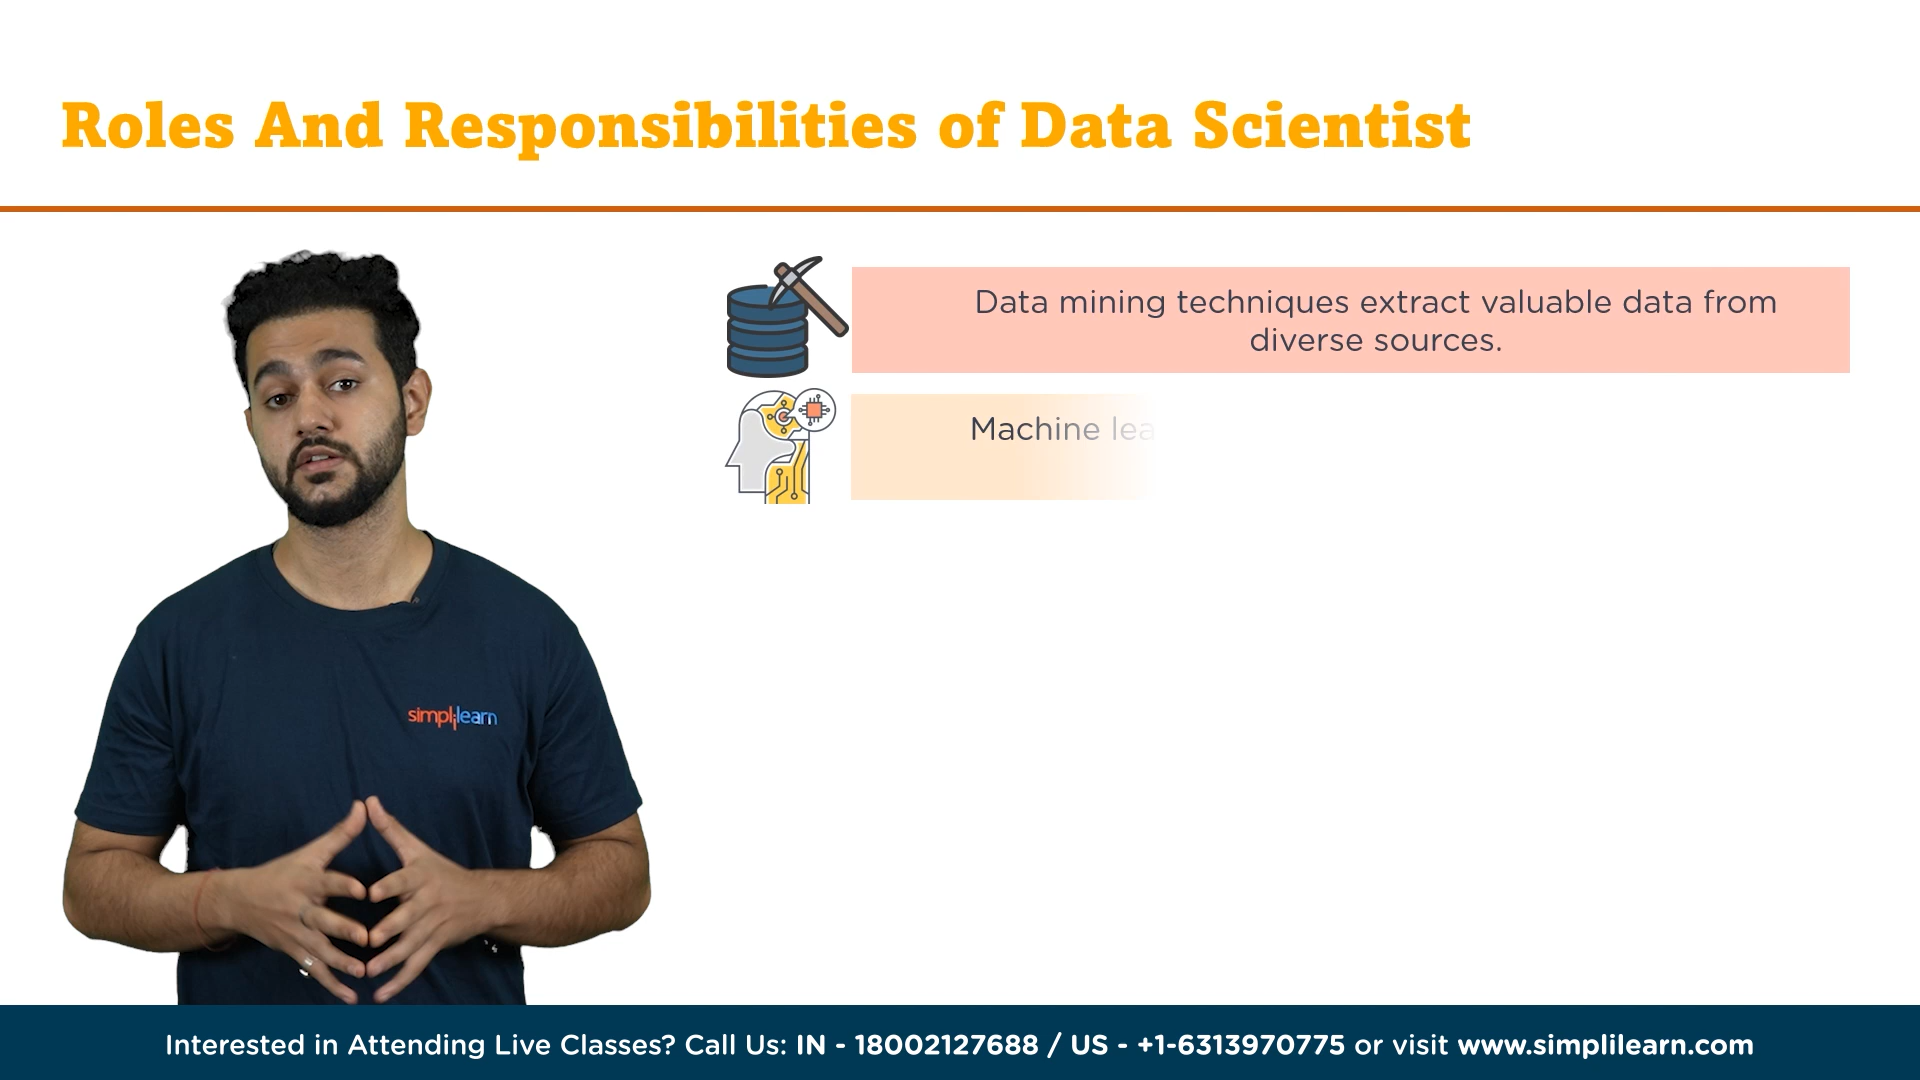 Roles And Responsibilities of Data Scientist
Data mining techniques extract valuable data from
diverse sources.
Machine lea
simplilearn
Interested in Attending Live Classes? Call Us: IN - 18002127688 / US - +1-6313970775 or visit www.simplilearn.com